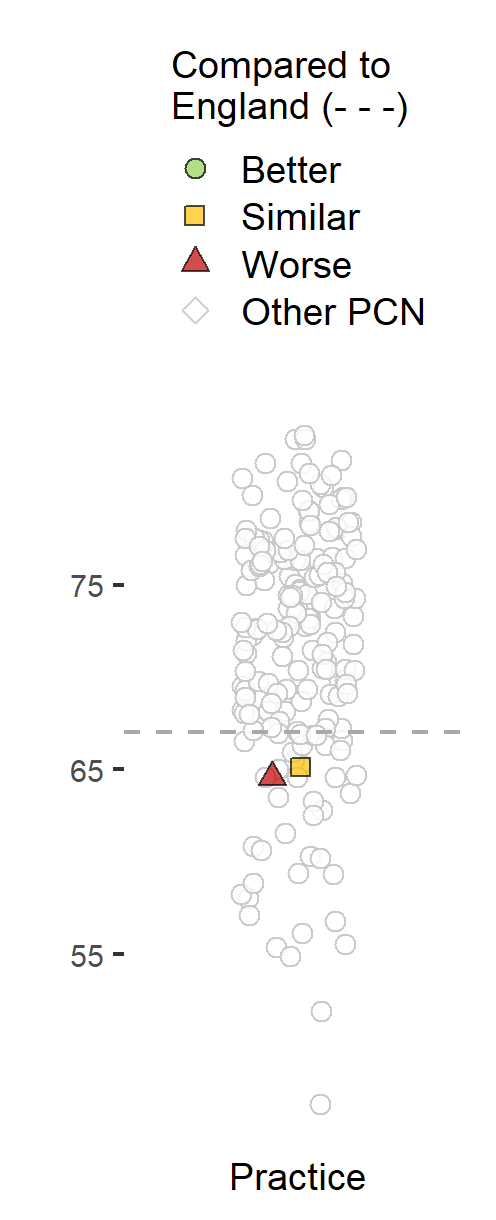 Compared to
England (- - -)
Better
Similar
Worse
Other PCN
75
65
55
Practice